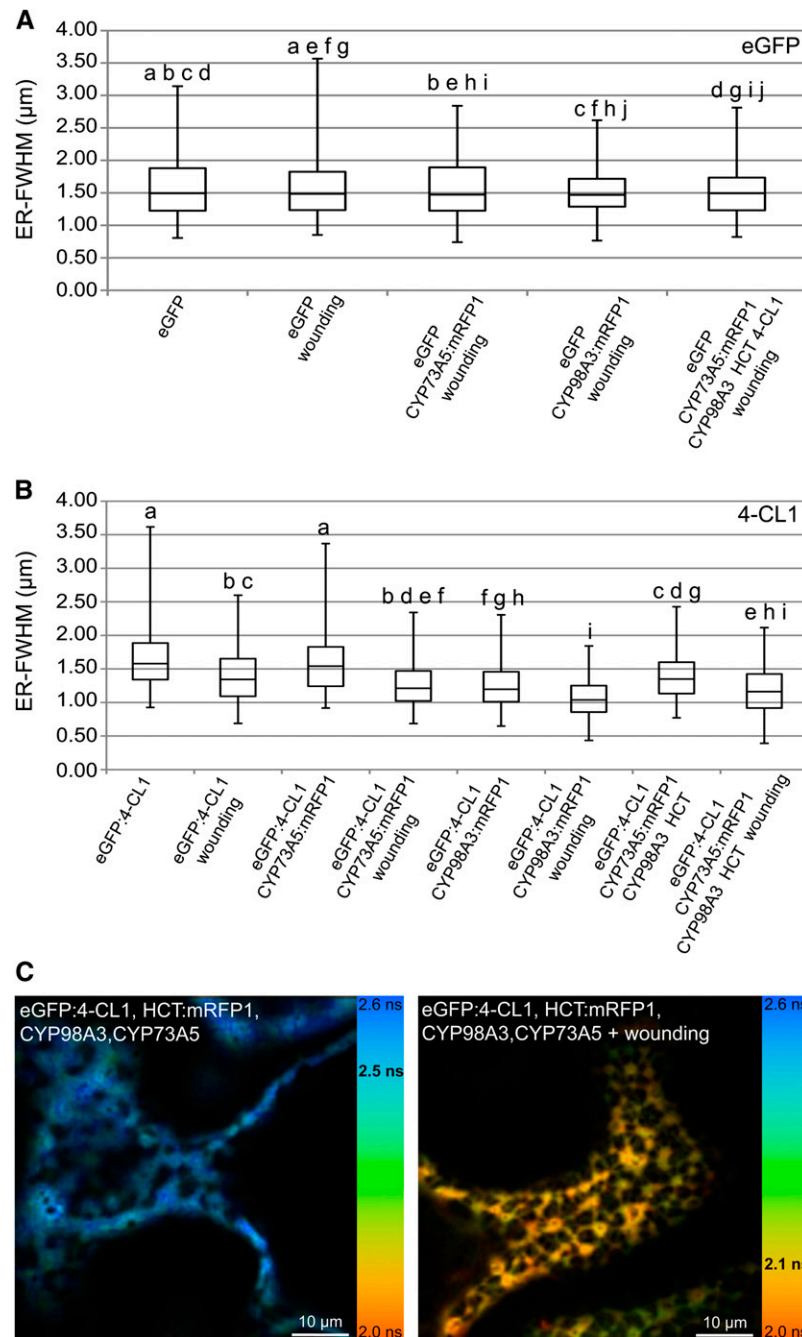 A
eGFP
ER-FWHM (µm)
4.00
3.50
3.00
2.50
2.00
1.50
1.00
0.50
0.00
a b c d
a e f g
b e h i
c f h j
d g i j
eGFP
eGFP
wounding
eGFP
CYP73A5:mRFP1
wounding
eGFP
CYP98A3:mRFP1
wounding
eGFP
CYP73A5:mRFP1
CYP98A3 HCT 4-CL1
wounding
B
4-CL1
ER-FWHM (µm)
4.00
3.50
3.00
2.50
2.00
1.50
1.00
0.50
0.00
a
b c
a
b d e f
f g h
i
c d g
e h i
eGFP:4-CL1
eGFP:4-CL1
wounding
eGFP:4-CL1
CYP73A5:mRFP1
eGFP:4-CL1
CYP73A5:mRFP1
wounding
eGFP:4-CL1
CYP98A3:mRFP1
eGFP:4-CL1
CYP98A3:mRFP1
wounding
eGFP:4-CL1
CYP73A5:mRFP1
CYP98A3 HCT
eGFP:4-CL1
CYP73A5:mRFP1
CYP98A3 HCT wounding
C
eGFP:4-CL1, HCT:mRFP1,
CYP98A3,CYP73A5
2.6 ns
2.5 ns
2.0 ns
10 µm
eGFP:4-CL1, HCT:mRFP1,
CYP98A3,CYP73A5 + wounding
2.6 ns
2.1 ns
2.0 ns
10 µm